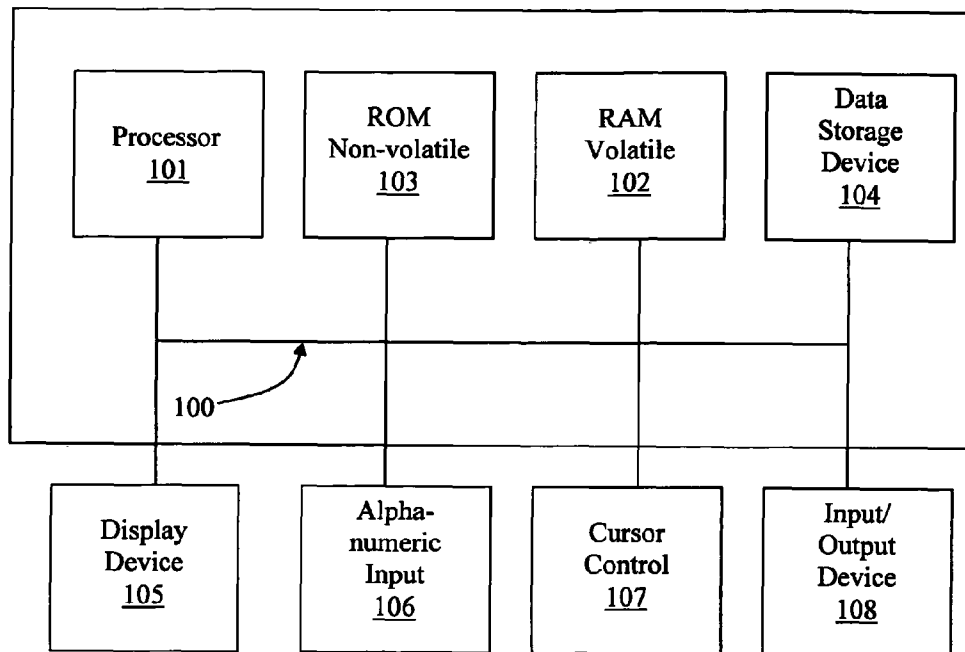 Processor
101
ROM
Non-volatile
103
RAM
Volatile
102
Data
Storage
Device
104
100
Display
Device
105
Alpha-
numeric
Input
106
Cursor
Control
107
Input/
Output
Device
108